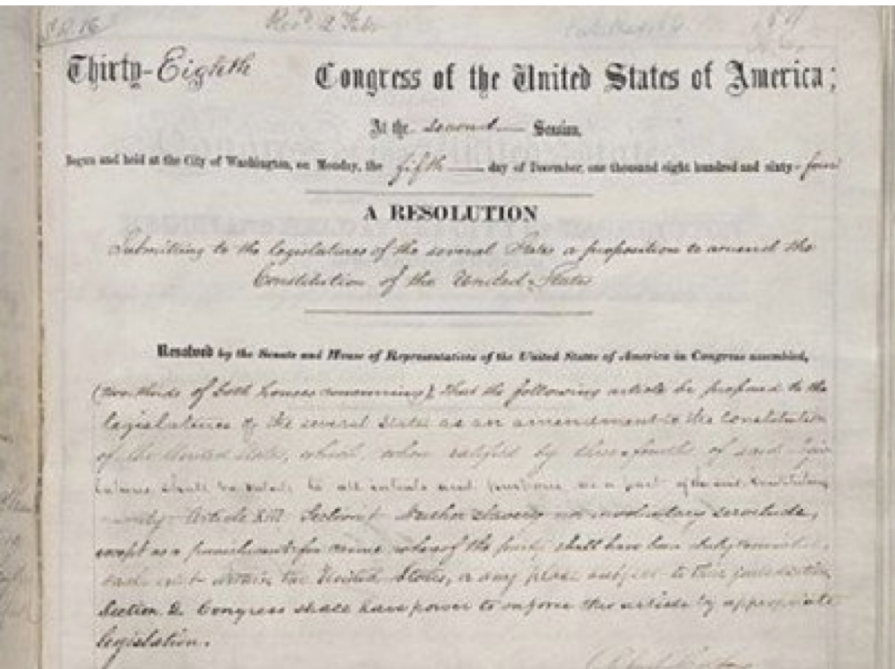 Thirty-Eighth Congress of the United States of America;
At the second Session,
Begun and held at the City of Washington, on Monday, the fifth day of December, one thousand eight hundred and sixty-four
A RESOLUTION
Submitting to the legislatures of the several States a proposition to amend the
Constitution of the United States
Resolved by the Senate and House of Representatives of the United States of America in Congress assembled,
(two thirds of both houses concurring), that the following article be proposed to the
legislatures of the several States as an amendment to the Constitution
of the United States, which, when ratified by three-fourths of said
shall be valid, to all intents and purposes, as a part of the said Constitution,
namely: Article XIII. Section 1. Neither slavery nor involuntary servitude,
except as a punishment for crime whereof the party shall have been duly convicted,
shall exist within the United States, or any place subject to their jurisdiction.
Section 2. Congress shall have power to enforce this article by appropriate
legislation.